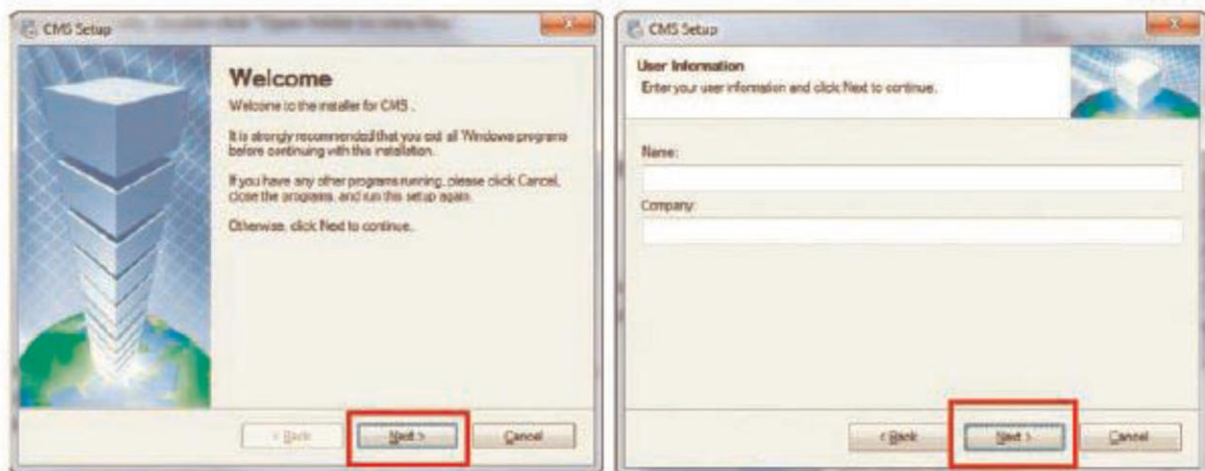 CMS Setup
Welcome
Welcome to the installer for CMS .
It is strongly recommended that you exit all Windows programs
before continuing with this installation.
If you have any other programs running, please click Cancel,
close the programs, and run this setup again.
Otherwise, click Next to continue.
< Back
Next >
Cancel
CMS Setup
User Information
Enter your user information and click Next to continue.
Name:
Company:
< Back
Next >
Cancel